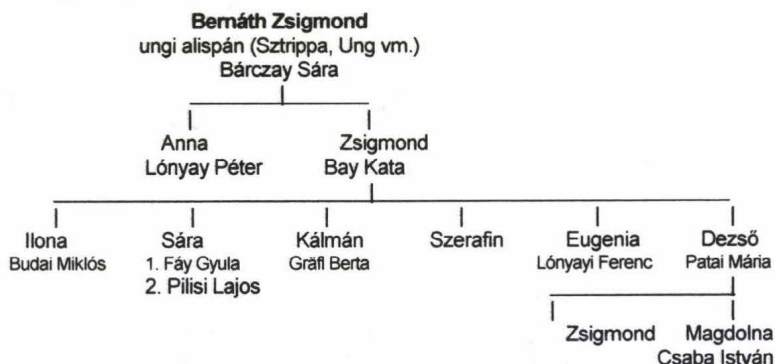 Bernáth Zsigmond
ungi alispán (Sztrippa, Ung vm.)
Bárczay Sára
Anna Zsigmond
Lónyay Péter Bay Kata
Ilona Sára Kálmán Szerafin Eugenia Dezső
Budai Miklós 1. Fáy Gyula Gräfl Berta Lónyayi Ferenc Patai Mária
2. Pilisi Lajos
Zsigmond Magdolna
Csaba István